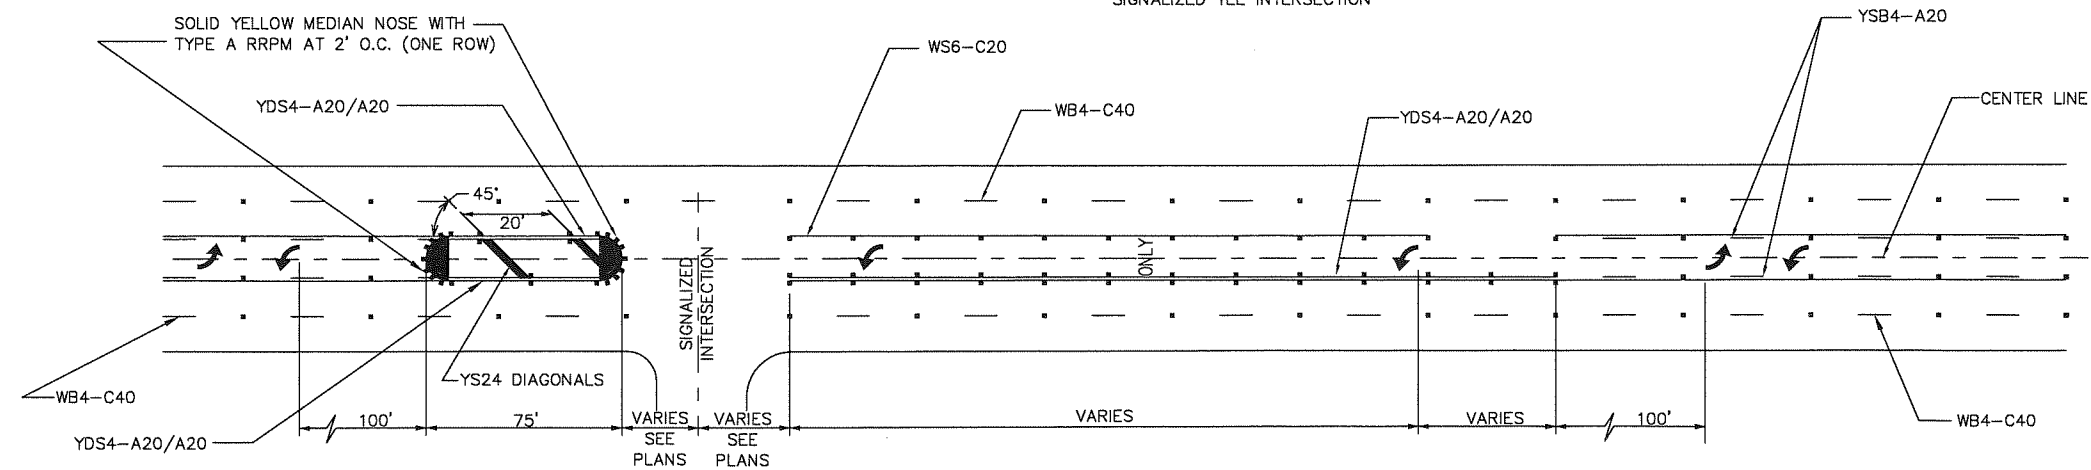 SIGNALIZED TEE INTERSECTION
SOLID YELLOW MEDIAN NOSE WITH
TYPE A RRPM AT 2' O.C. (ONE ROW)
WS6-C20
YSB4-A20
YDS4-A20/A20
WB4-C40
YDS4-A20/A20
CENTER LINE
45°
20'
ONLY
SIGNALIZED
INTERSECTION
YS24 DIAGONALS
WB4-C40
YDS4-A20/A20
100'
75'
VARIES
SEE
PLANS
VARIES
SEE
PLANS
VARIES
VARIES
100'
WB4-C40